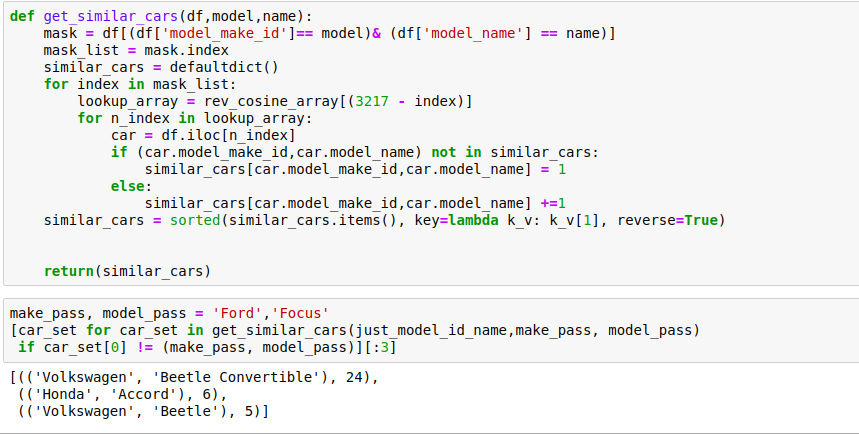 def get_similar_cars(df,model,name):
    mask = df[(df['model_make_id']== model)& (df['model_name'] == name)]
    mask_list = mask.index
    similar_cars = defaultdict()
    for index in mask_list:
        lookup_array = rev_cosine_array[(3217 - index)]
        for n_index in lookup_array:
            car = df.iloc[n_index]
            if (car.model_make_id,car.model_name) not in similar_cars:
                similar_cars[car.model_make_id,car.model_name] = 1
            else:
                similar_cars[car.model_make_id,car.model_name] +=1
    similar_cars = sorted(similar_cars.items(), key=lambda k_v: k_v[1], reverse=True)
    return(similar_cars)
make_pass, model_pass = 'Ford','Focus'
[car_set for car_set in get_similar_cars(just_model_id_name,make_pass, model_pass)
 if car_set[0] != (make_pass, model_pass)][:3]
[(('Volkswagen', 'Beetle Convertible'), 24),
 (('Honda', 'Accord'), 6),
 (('Volkswagen', 'Beetle'), 5)]